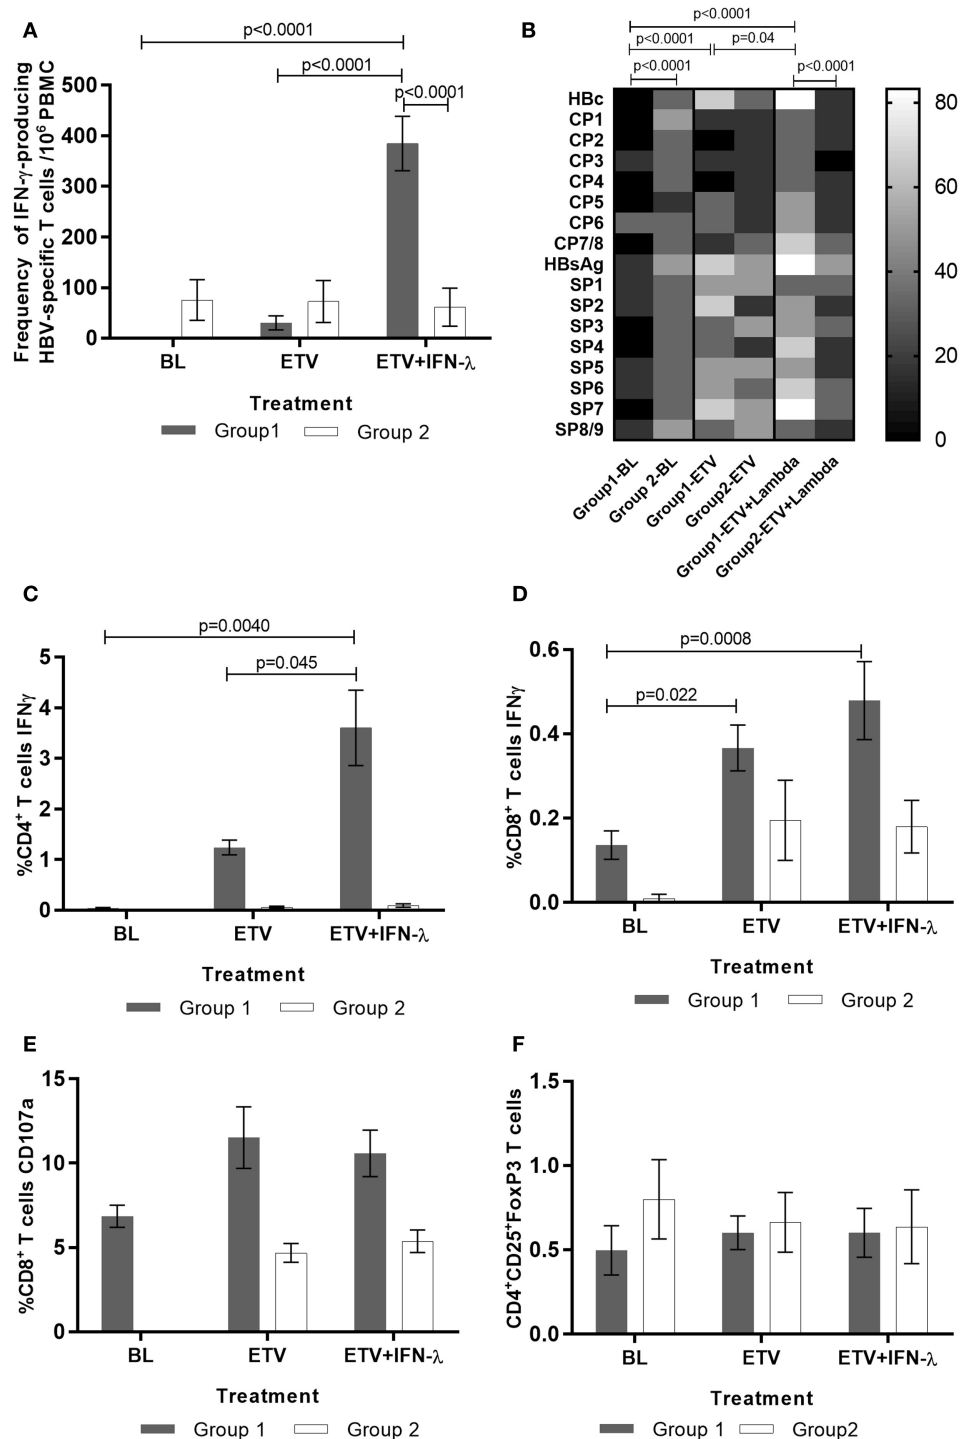 A
p<0.0001
p<0.0001
p<0.0001
Frequency of IFN-γ-producing
HBV-specific T cells /10⁶ PBMC
500
400
300
200
100
0
BL
ETV
ETV+IFN-λ
Treatment
Group1
Group 2
B
p<0.0001
p<0.0001
p=0.04
p<0.0001
p<0.0001
HBc
CP1
CP2
CP3
CP4
CP5
CP6
CP7/8
HBsAg
SP1
SP2
SP3
SP4
SP5
SP6
SP7
SP8/9
80
60
40
20
0
Group1-BL
Group 2-BL
Group1-ETV
Group2-ETV
Group1-ETV+Lambda
Group2-ETV+Lambda
C
p=0.0040
p=0.045
%CD4⁺ T cells IFNγ
5
4
3
2
1
0
BL
ETV
ETV+IFN-λ
Treatment
Group 1
Group 2
D
p=0.0008
p=0.022
%CD8⁺ T cells IFNγ
0.6
0.4
0.2
0.0
BL
ETV
ETV+IFN-λ
Treatment
Group 1
Group 2
E
%CD8⁺ T cells CD107a
15
10
5
0
BL
ETV
ETV+IFN-λ
Treatment
Group 1
Group 2
F
CD4⁺CD25⁺FoxP3 T cells
1.5
1.0
0.5
0.0
BL
ETV
ETV+IFN-λ
Treatment
Group 1
Group2